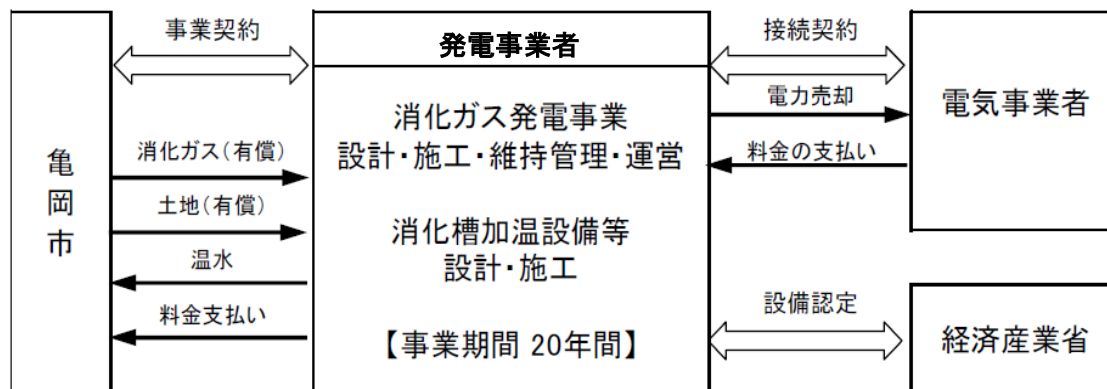 亀岡市
事業契約
消化ガス(有償)
土地(有償)
温水
料金支払い
発電事業者
消化ガス発電事業
設計・施工・維持管理・運営
消化槽加温設備等
設計・施工
【事業期間 20年間】
接続契約
電力売却
料金の支払い
設備認定
電気事業者
経済産業省